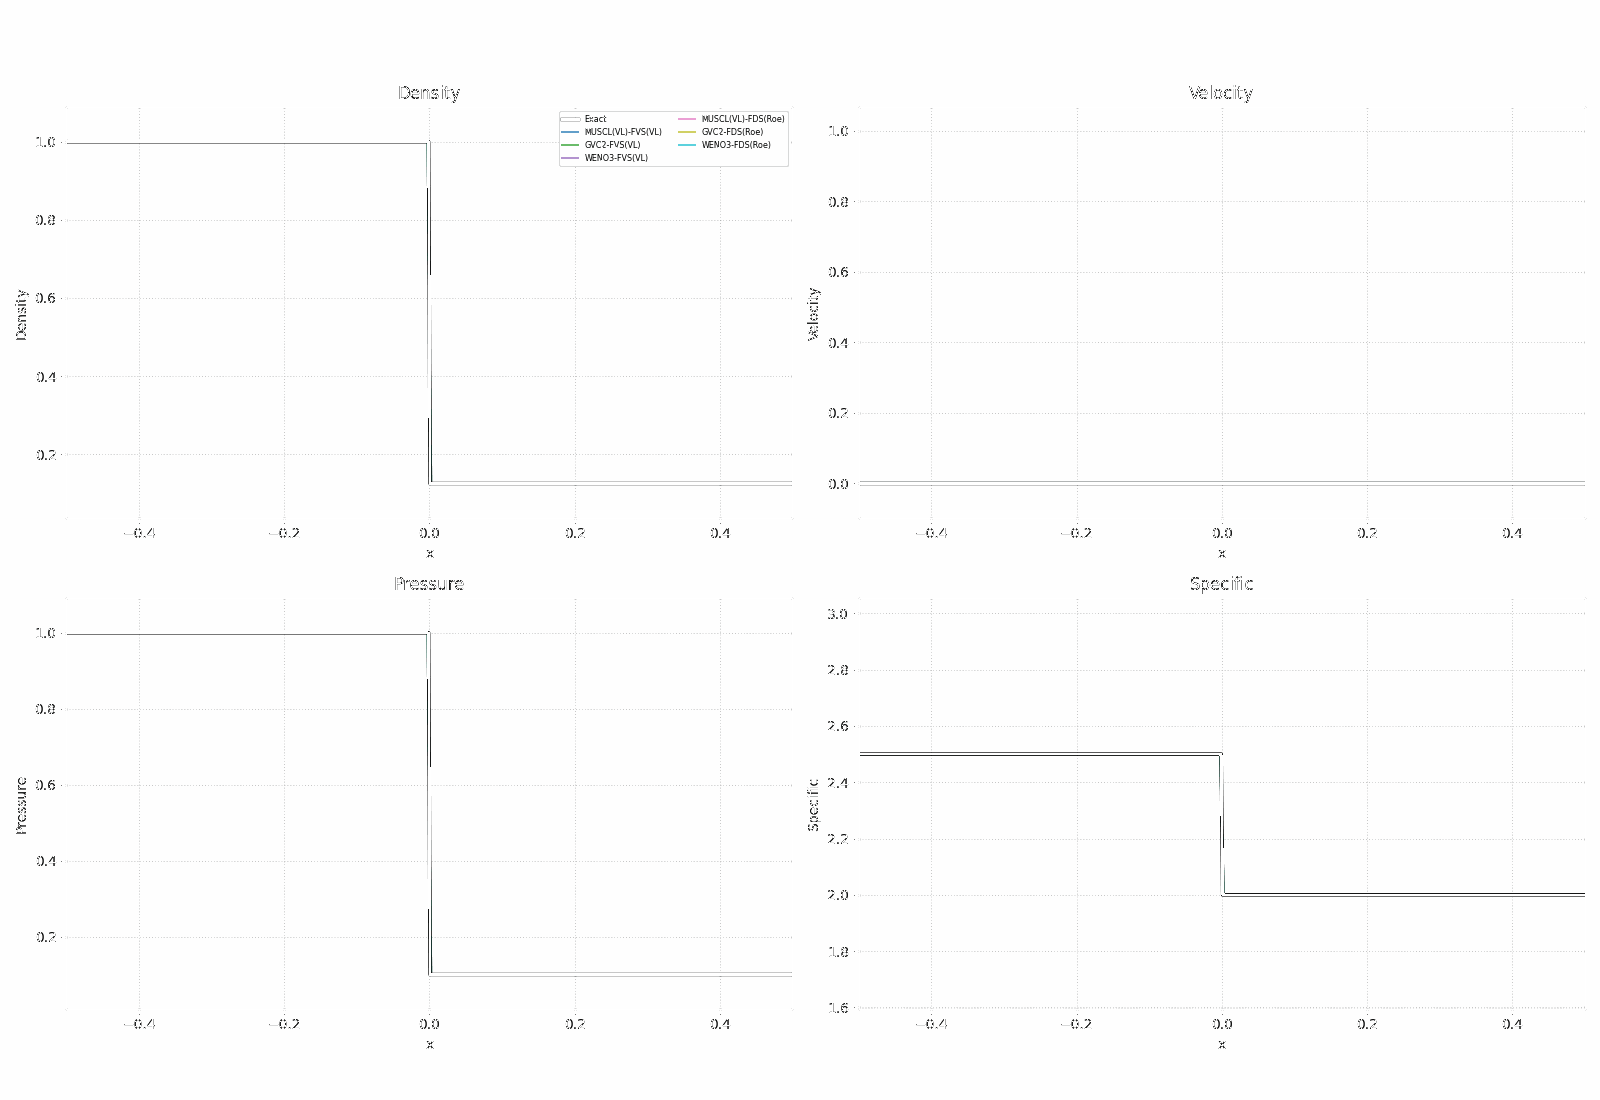 Density
Density
1.0
0.8
0.6
0.4
0.2
−0.4
−0.2
0.0
0.2
0.4
x
Exact
MUSCL(VL)-FVS(VL)
GVC2-FVS(VL)
WENO3-FVS(VL)
MUSCL(VL)-FDS(Roe)
GVC2-FDS(Roe)
WENO3-FDS(Roe)
Velocity
Velocity
1.0
0.8
0.6
0.4
0.2
0.0
−0.4
−0.2
0.0
0.2
0.4
x
Pressure
Pressure
1.0
0.8
0.6
0.4
0.2
−0.4
−0.2
0.0
0.2
0.4
x
Specific
Specific
3.0
2.8
2.6
2.4
2.2
2.0
1.8
1.6
−0.4
−0.2
0.0
0.2
0.4
x